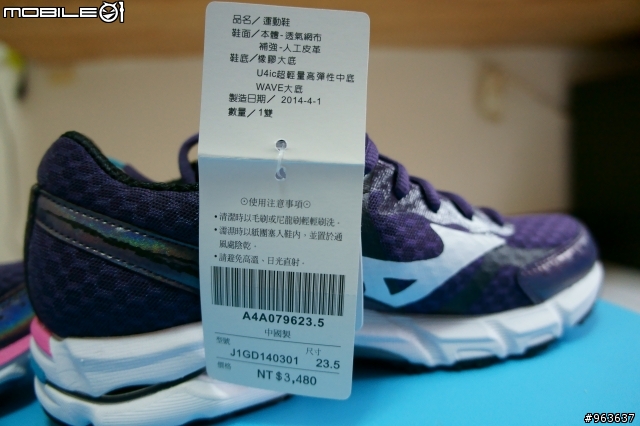 MOBILE01
品名／運動鞋
鞋面／本體-透氣網布
補強-人工皮革
鞋底／橡膠大底
U4ic超輕量高彈性中底
WAVE大底
製造日期／ 2014-4-1
數量／1雙
⊙使用注意事項⊙
•清潔時以毛刷或尼龍刷輕輕刷洗。
•濡濕時以紙團塞入鞋內，並置於通
風處陰乾。
•請避免高溫、日光直射。
A4A079623.5
中國製
型號
J1GD140301
尺寸
23.5
價格
NT$3,480
#963637